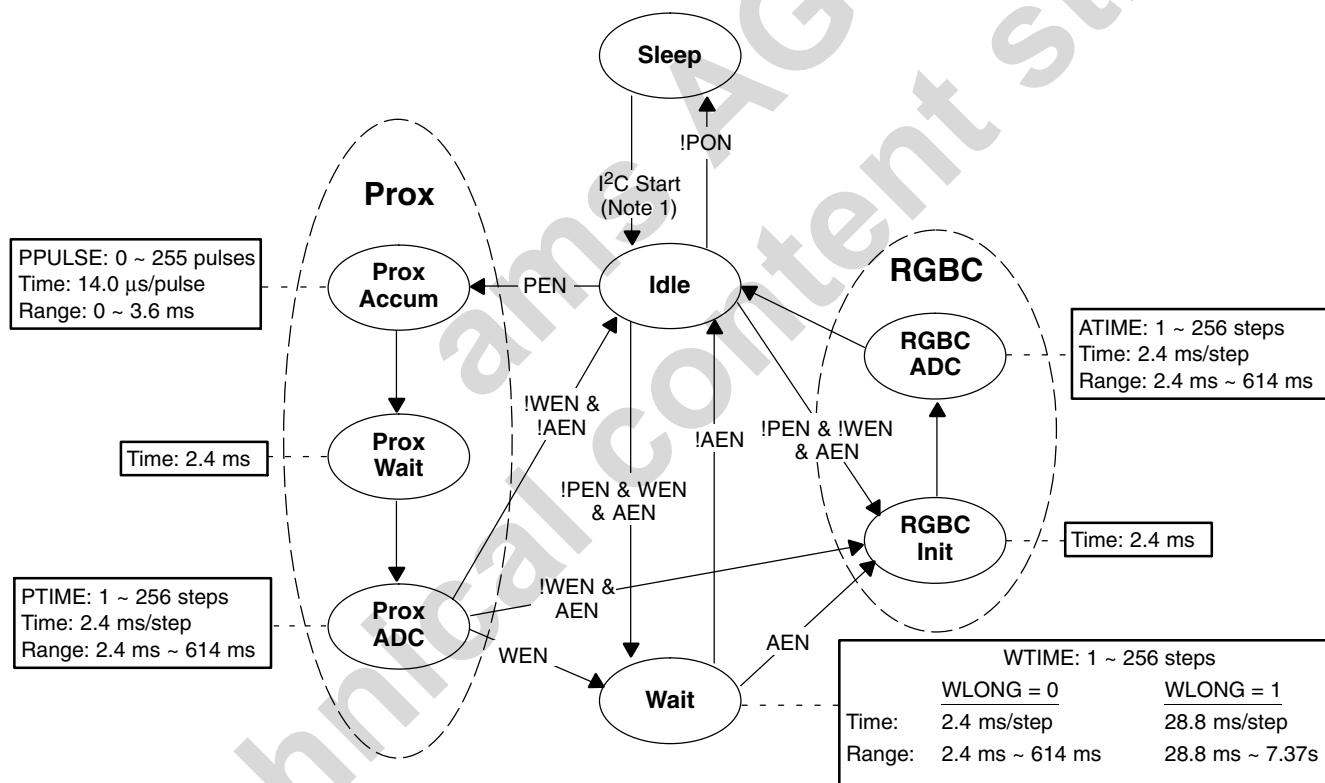 Sleep
!PON
I²C Start
(Note 1)
Prox
PPULSE: 0 ~ 255 pulses
Time: 14.0 µs/pulse
Range: 0 ~ 3.6 ms
Prox
Accum
PEN
Idle
RGBC
RGBC
ADC
ATIME: 1 ~ 256 steps
Time: 2.4 ms/step
Range: 2.4 ms ~ 614 ms
!WEN &
!AEN
!AEN
!PEN & !WEN
& AEN
Time: 2.4 ms
Prox
Wait
!PEN & WEN
& AEN
RGBC
Init
Time: 2.4 ms
PTIME: 1 ~ 256 steps
Time: 2.4 ms/step
Range: 2.4 ms ~ 614 ms
Prox
ADC
!WEN &
AEN
WEN
AEN
Wait
WTIME: 1 ~ 256 steps
WLONG = 0 WLONG = 1
Time: 2.4 ms/step 28.8 ms/step
Range: 2.4 ms ~ 614 ms 28.8 ms ~ 7.37s
ams AG
content